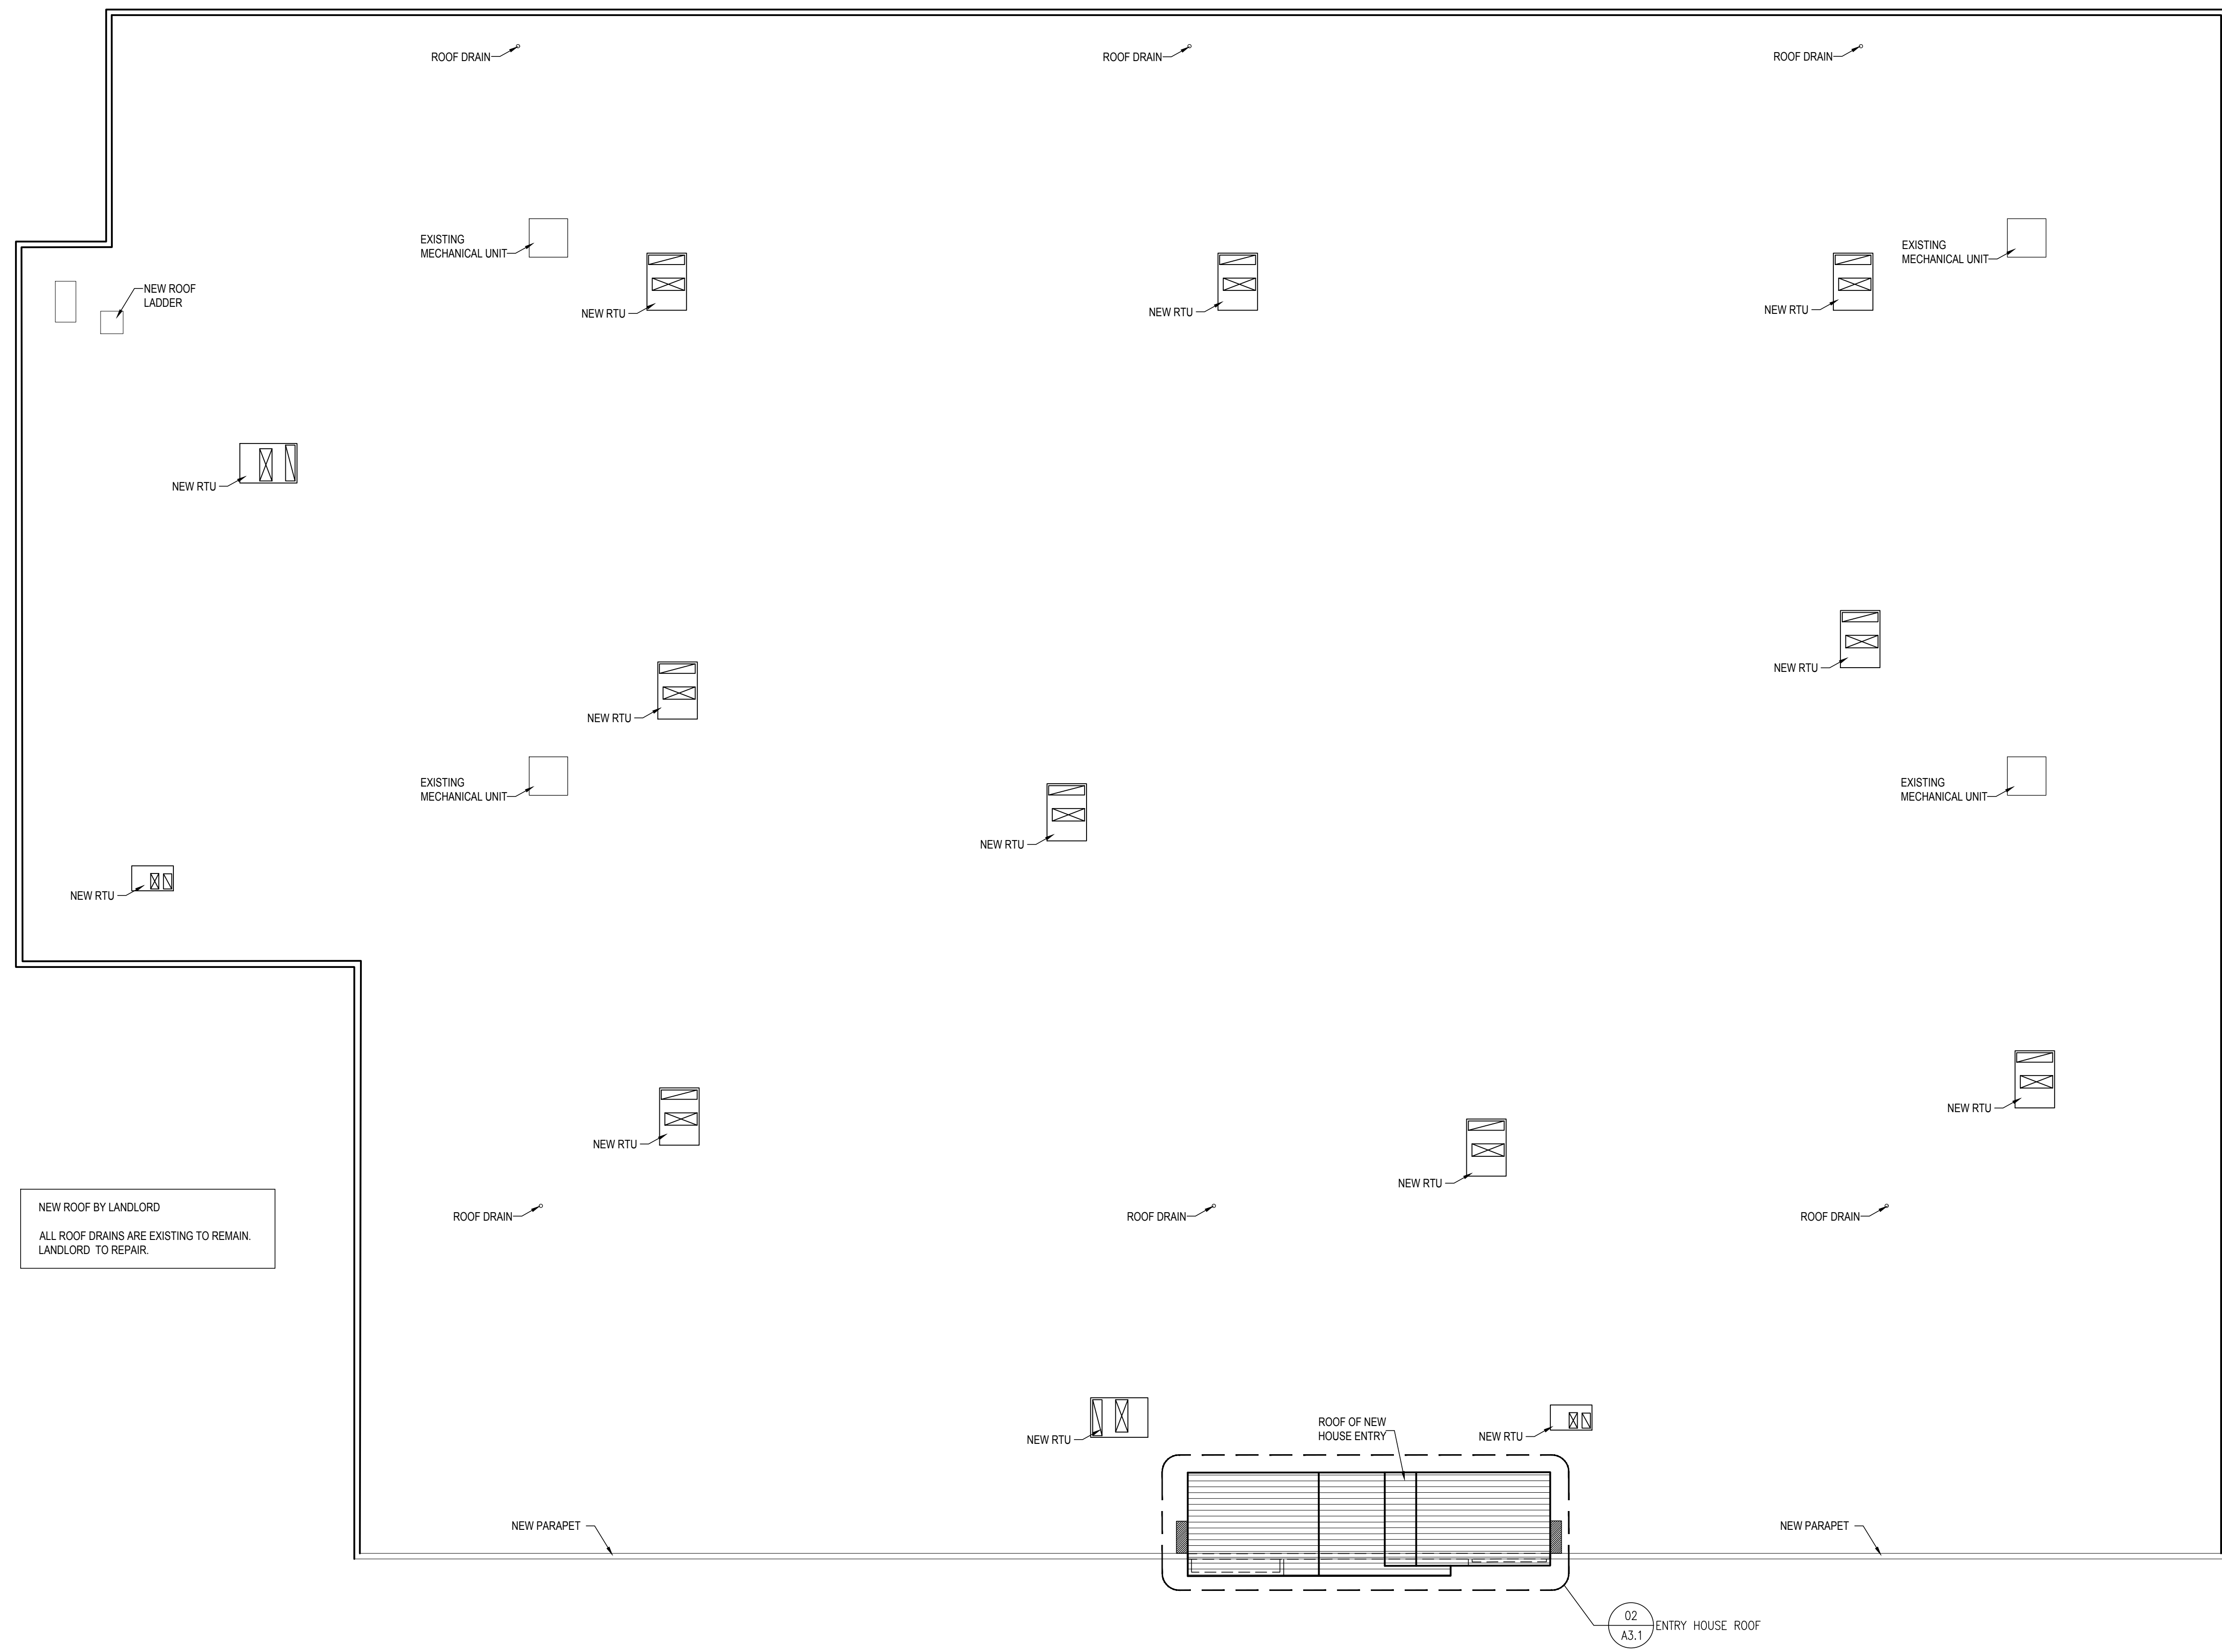 ROOF DRAIN
ROOF DRAIN
ROOF DRAIN
EXISTING
MECHANICAL UNIT
EXISTING
MECHANICAL UNIT
NEW ROOF
LADDER
NEW RTU
NEW RTU
NEW RTU
NEW RTU
NEW RTU
NEW RTU
EXISTING
MECHANICAL UNIT
EXISTING
MECHANICAL UNIT
NEW RTU
NEW RTU
NEW RTU
NEW RTU
NEW RTU
NEW ROOF BY LANDLORD
ALL ROOF DRAINS ARE EXISTING TO REMAIN.
LANDLORD TO REPAIR.
ROOF DRAIN
ROOF DRAIN
ROOF DRAIN
ROOF OF NEW
HOUSE ENTRY
NEW RTU
NEW RTU
NEW PARAPET
NEW PARAPET
02
A3.1
ENTRY HOUSE ROOF